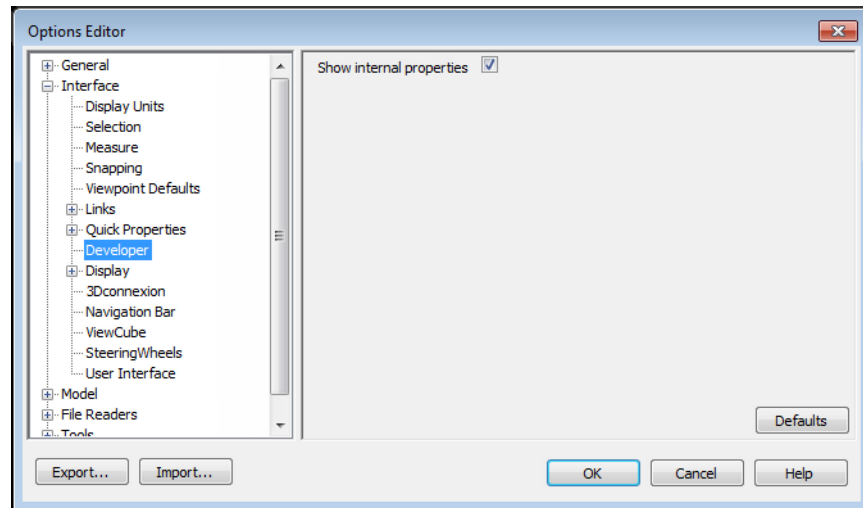 Options Editor
General
Interface
Display Units
Selection
Measure
Snapping
Viewpoint Defaults
Links
Quick Properties
Developer
Display
3Dconnexion
Navigation Bar
ViewCube
SteeringWheels
User Interface
Model
File Readers
Tools
Show internal properties
Defaults
Export... Import... OK Cancel Help